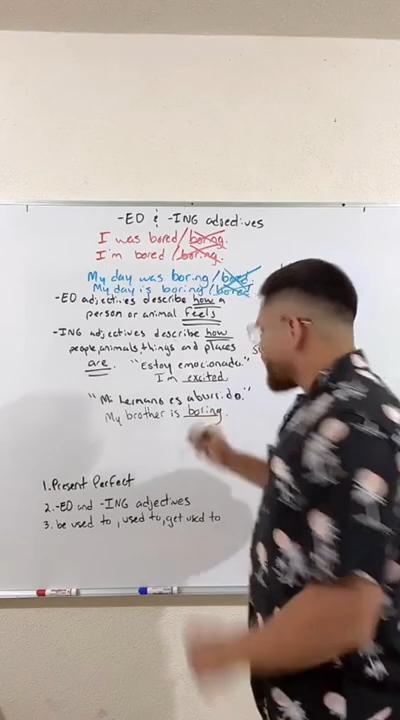 -ED & -ING adjectives
I was bored/boring.
I'm bored/boring.
My day was boring/bored.
My day is boring/bored
-ED adjectives describe how a
person or animal feels
-ING adjectives describe how
people, animals, things and places
are. "Estoy emocionado."
I'm excited.
"Mi hermano es aburrido."
My brother is boring.
1. Present Perfect
2. -ED and -ING adjectives
3. be used to, used to, get used to